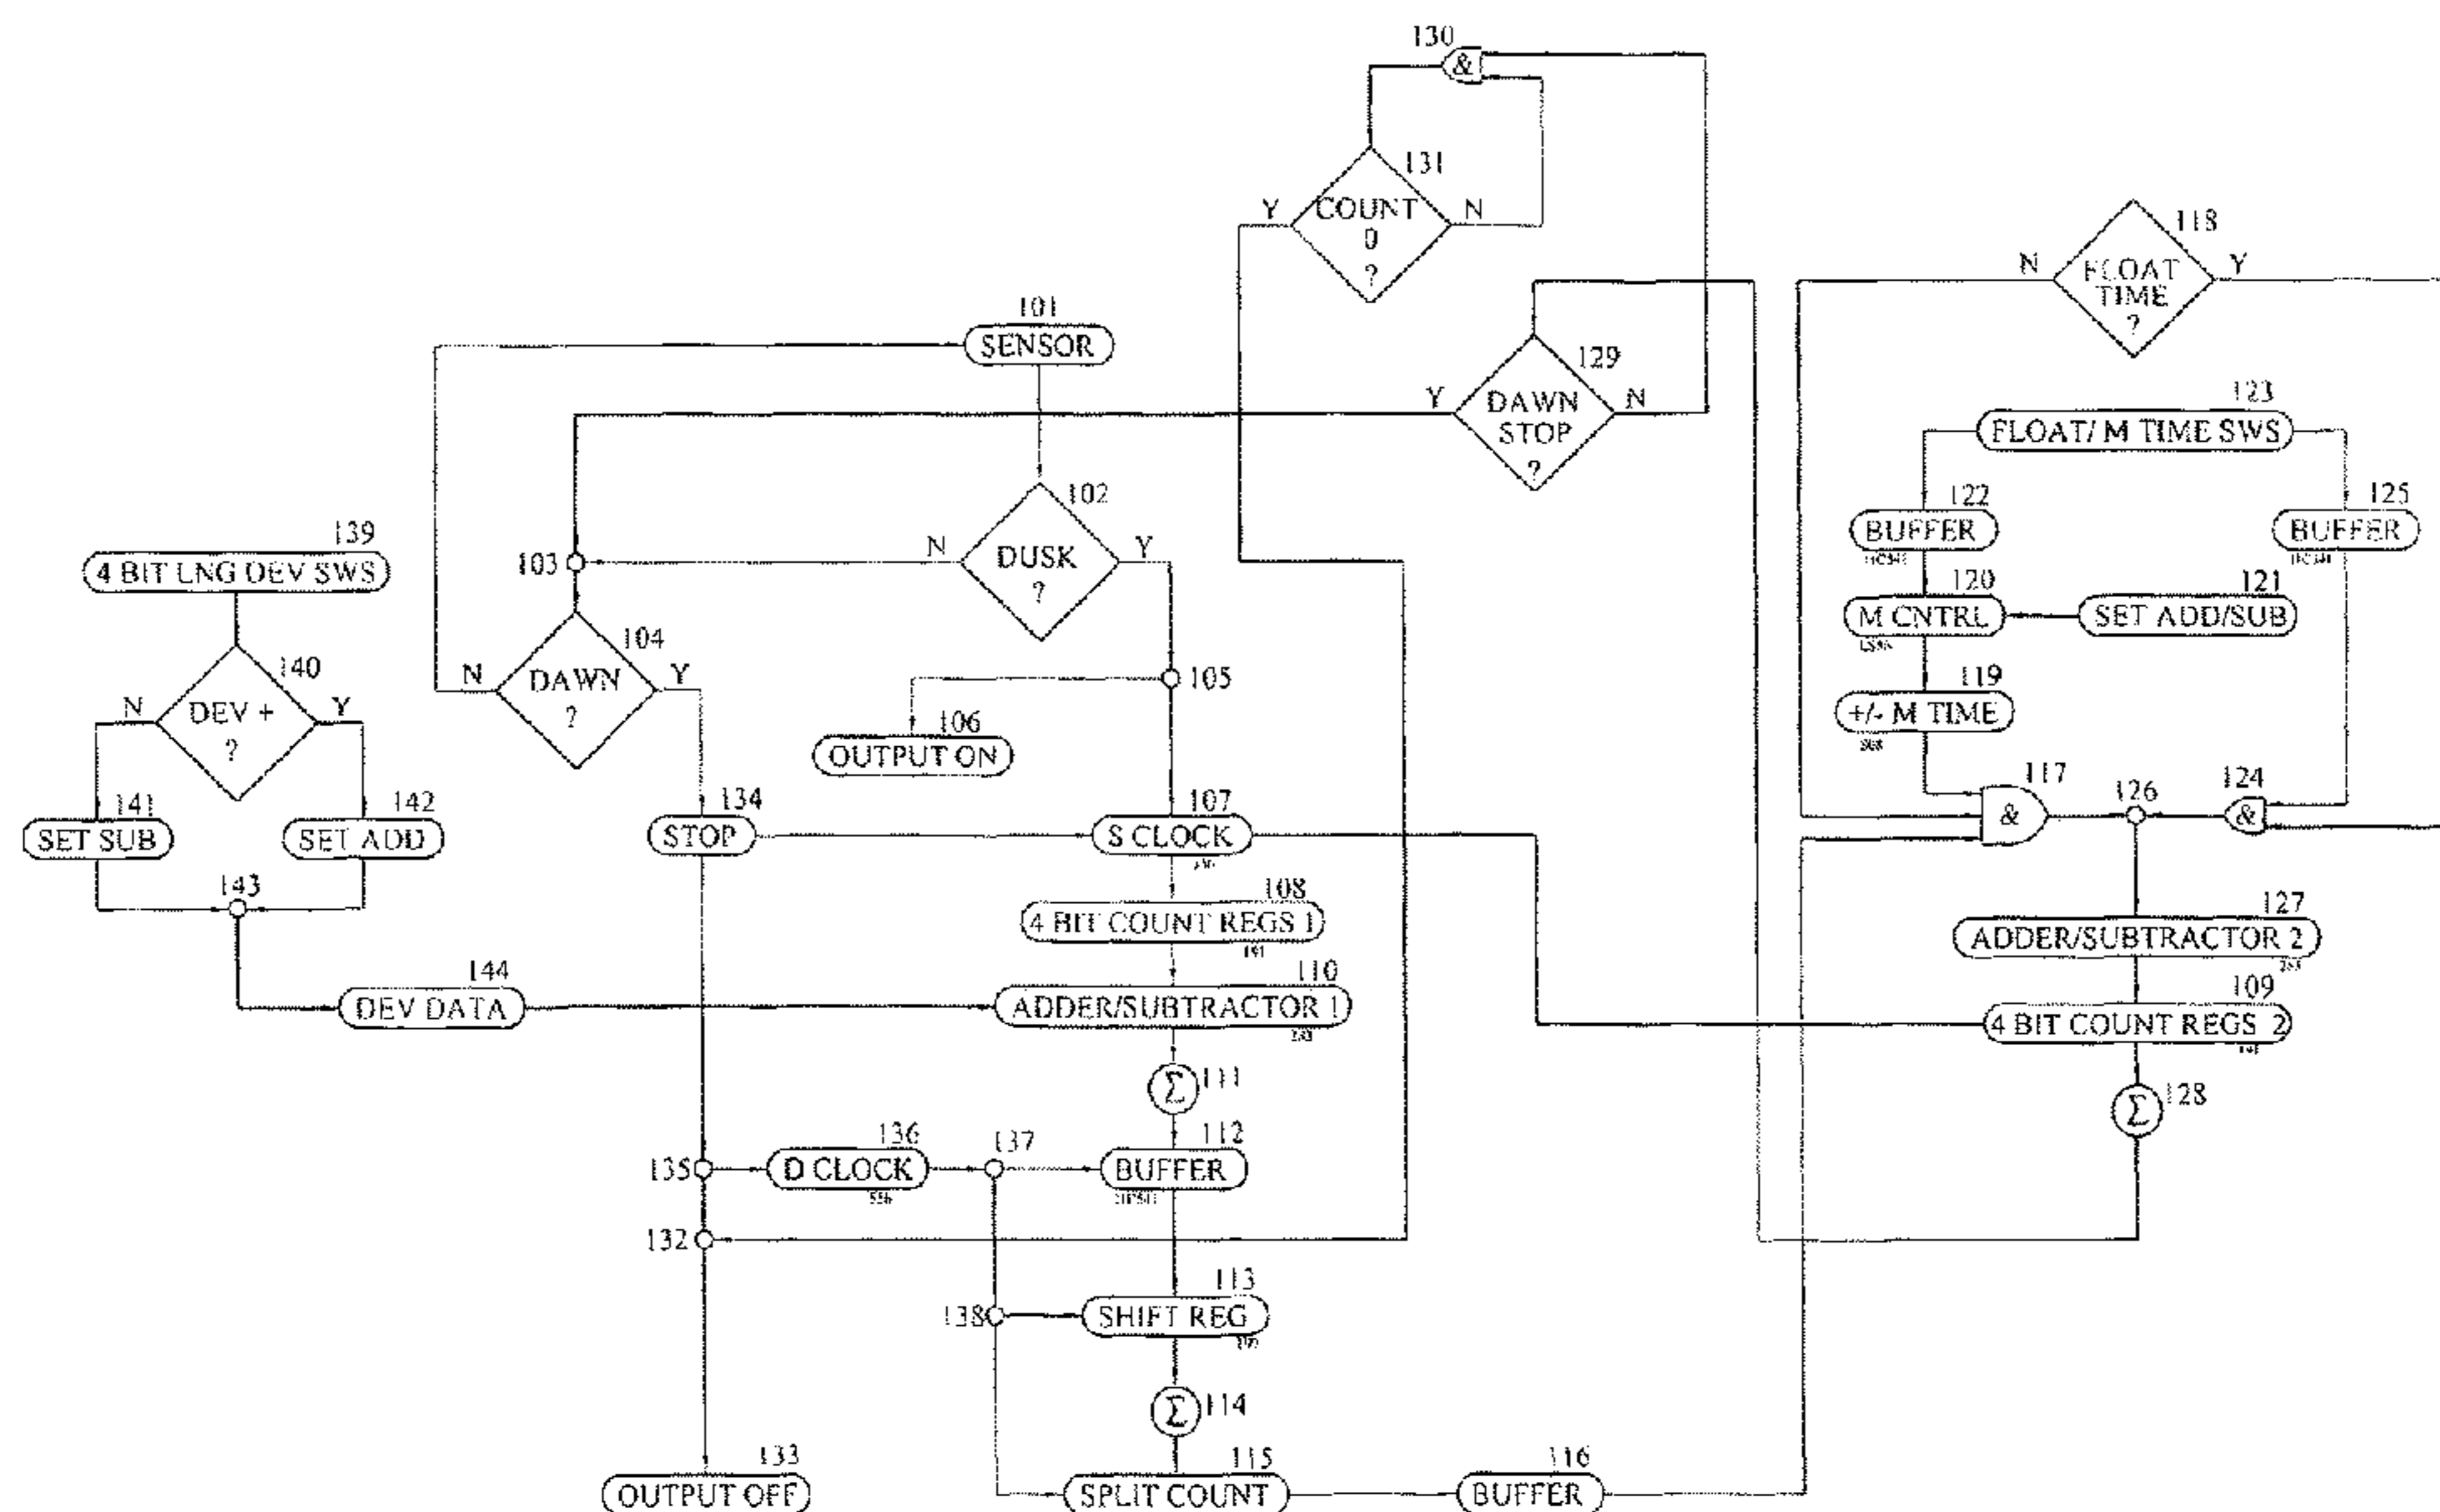 130
&
131
COUNT
0
?
Y
N
118
FLOAT
TIME
?
N
Y
101
SENSOR
129
DAWN
STOP
?
Y
N
123
FLOAT/ M TIME SWS
102
DUSK
?
N
Y
122
BUFFER
125
BUFFER
139
4 BIT LNG DEV SWS
103
120
M CNTRL
121
SET ADD/SUB
104
DAWN
?
N
Y
140
DEV +
?
N
Y
105
106
OUTPUT ON
119
+/- M TIME
117
&
126
124
&
141
SET SUB
142
SET ADD
134
STOP
107
S CLOCK
143
108
4 BIT COUNT REGS 1
127
ADDER/SUBTRACTOR 2
144
DEV DATA
110
ADDER/SUBTRACTOR 1
109
4 BIT COUNT REGS 2
Σ
111
Σ
128
135
136
D CLOCK
556
137
112
BUFFER
132
113
SHIFT REG
138
Σ
114
133
OUTPUT OFF
115
SPLIT COUNT
116
BUFFER